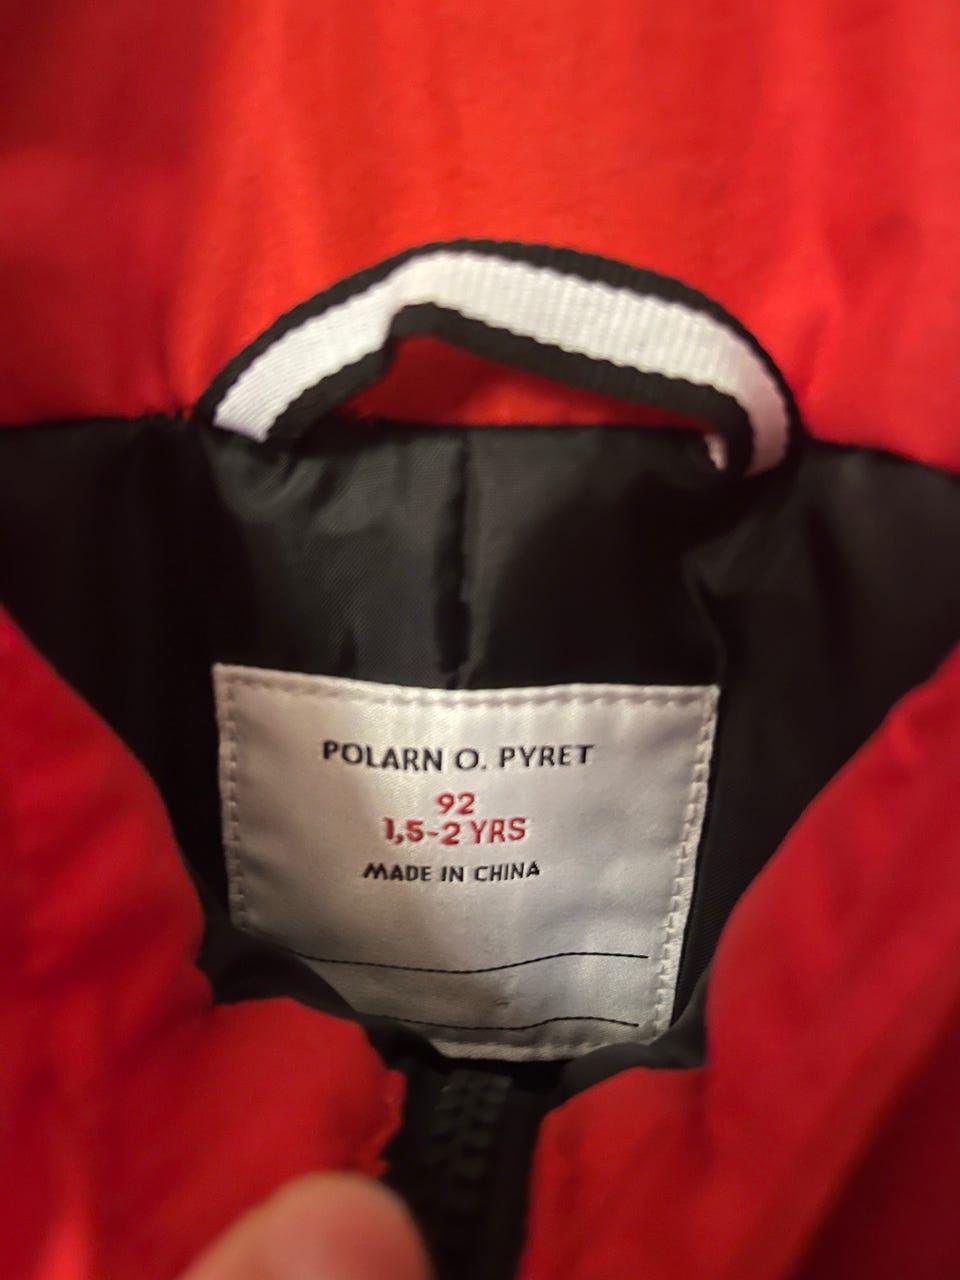 POLARN O. PYRET
92
1,5-2 YRS
MADE IN CHINA